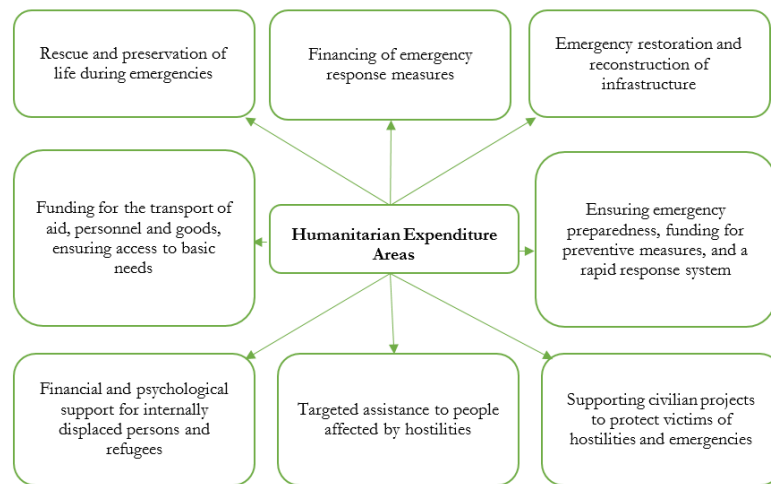 Rescue and preservation of
life during emergencies
Financing of emergency
response measures
Emergency restoration and
reconstruction of
infrastructure
Funding for the transport of
aid, personnel and goods,
ensuring access to basic
needs
Humanitarian Expenditure
Areas
Ensuring emergency
preparedness, funding for
preventive measures, and a
rapid response system
Financial and psychological
support for internally
displaced persons and
refugees
Targeted assistance to people
affected by hostilities
Supporting civilian projects
to protect victims of
hostilities and emergencies